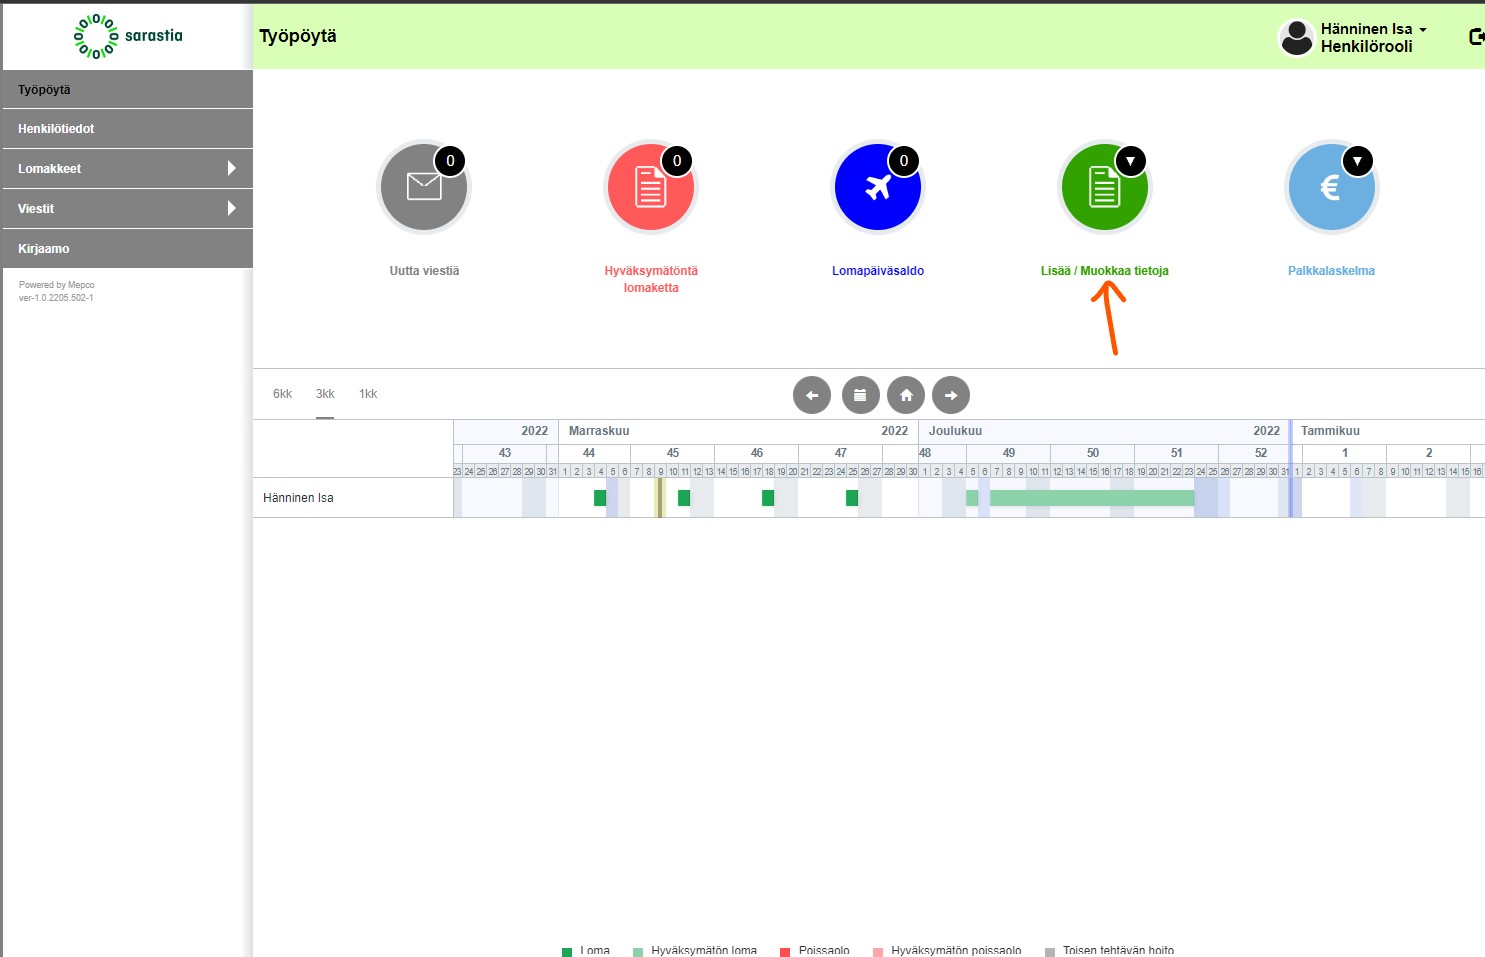 sarastia
Työpöytä
Hänninen Isa
Henkilörooli
Työpöytä
Henkilötiedot
Lomakkeet
Viestit
Kirjaamo
Powered by Mepco
ver-1.0.2205.502-1
0
0
0
Uutta viestiä
Hyväksymätöntä
lomaketta
Lomapäiväsaldo
Lisää / Muokkaa tietoja
Palkkalaskelma
6kk 3kk 1kk
2022 Marraskuu 2022 Joulukuu 2022 Tammikuu
43 44 45 46 47 48 49 50 51 52 1 2
23 24 25 26 27 28 29 30 31 1 2 3 4 5 6 7 8 9 10 11 12 13 14 15 16 17 18 19 20 21 22 23 24 25 26 27 28 29 30 1 2 3 4 5 6 7 8 9 10 11 12 13 14 15 16 17 18 19 20 21 22 23 24 25 26 27 28 29 30 31 1 2 3 4 5 6 7 8 9 10 11 12 13 14 15 16
Hänninen Isa
Loma Hyväksymätön loma Poissaolo Hyväksymätön poissaolo Toisen tehtävän hoito